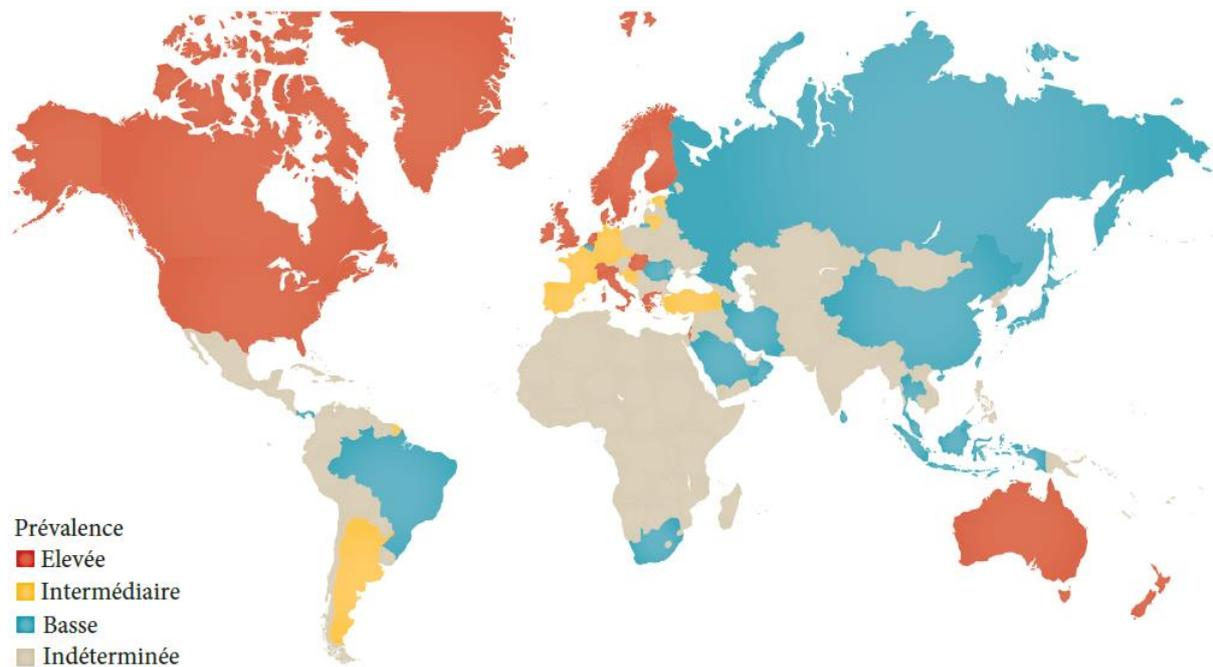 Prévalence
Elevée
Intermédiaire
Basse
Indéterminée